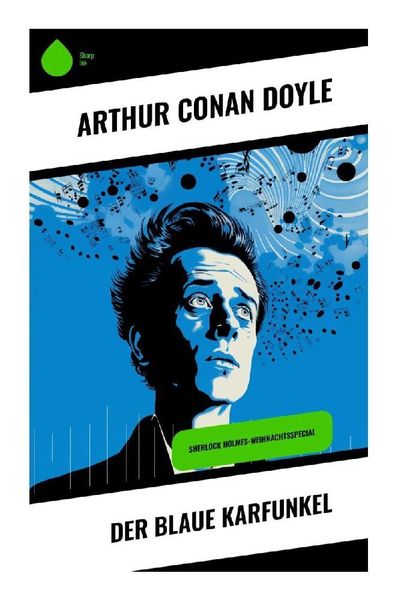 Sharp
Ink
ARTHUR CONAN DOYLE
SHERLOCK HOLMES-WEIHNACHTSSPECIAL
DER BLAUE KARFUNKEL